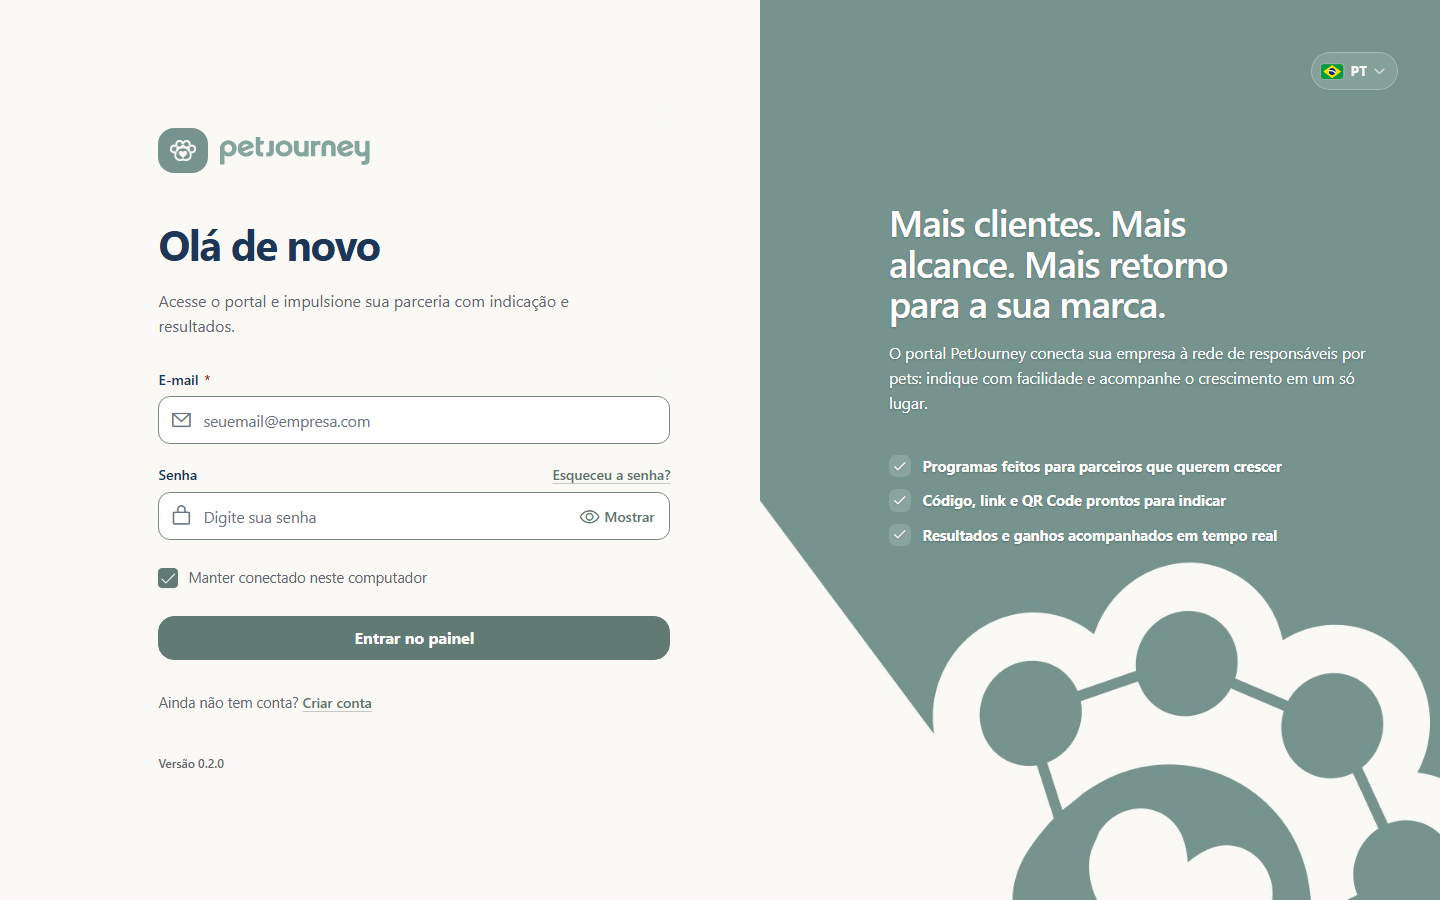 petjourney
Olá de novo
Acesse o portal e impulsione sua parceria com indicação e
resultados.
E-mail *
seuemail@empresa.com
Senha
Esqueceu a senha?
Digite sua senha
Mostrar
Manter conectado neste computador
Entrar no painel
Ainda não tem conta? Criar conta
Versão 0.2.0
PT
Mais clientes. Mais
alcance. Mais retorno
para a sua marca.
O portal PetJourney conecta sua empresa à rede de responsáveis por
pets: indique com facilidade e acompanhe o crescimento em um só
lugar.
Programas feitos para parceiros que querem crescer
Código, link e QR Code prontos para indicar
Resultados e ganhos acompanhados em tempo real